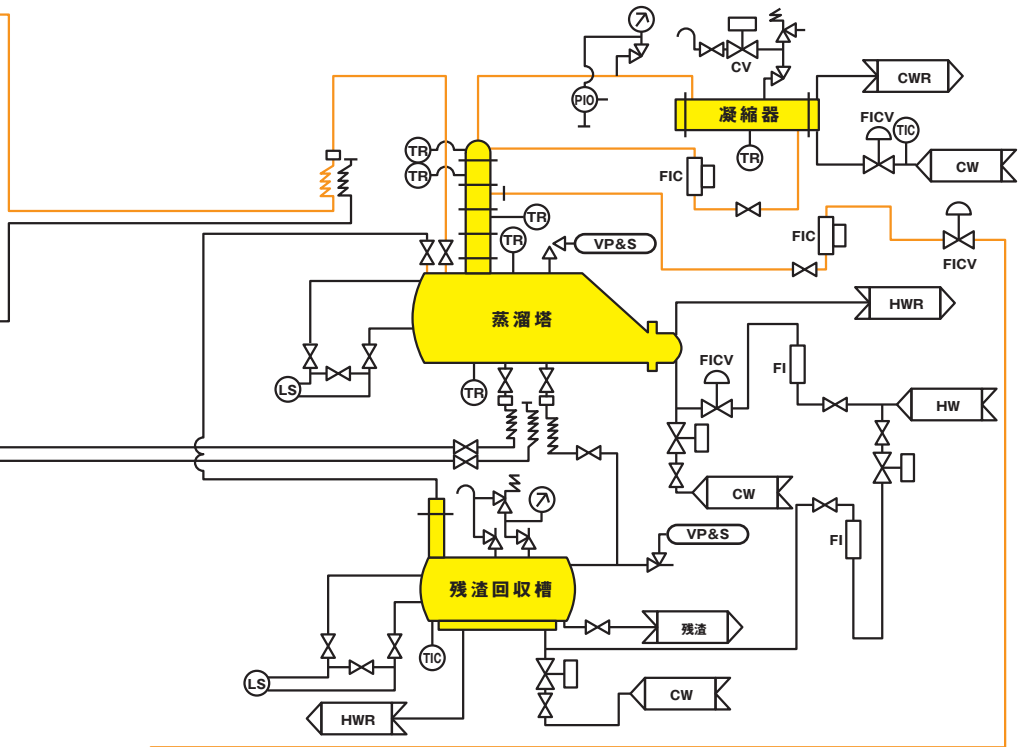 PIO
CV
CWR
凝縮器
FICV
TIC
CW
TR
TR
TR
FIC
TR
TR
VP&S
FIC
FICV
蒸溜塔
HWR
FICV
FI
LS
TR
HW
CW
VP&S
FI
残渣回収槽
残渣
TIC
LS
CW
HWR